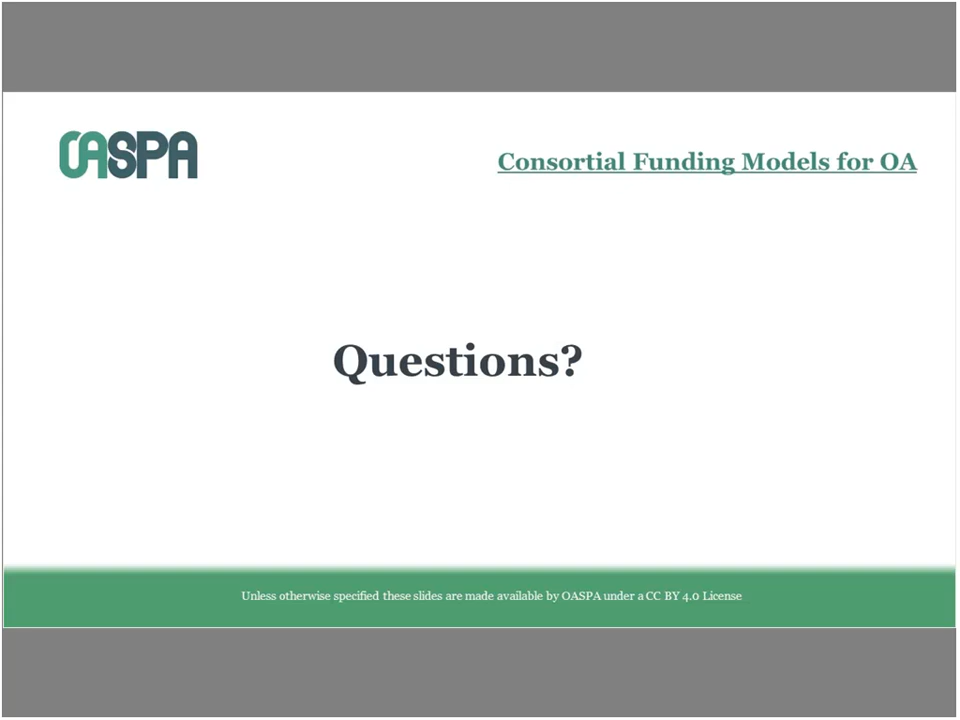 OASPA
Consortial Funding Models for OA
Questions?
Unless otherwise specified these slides are made available by OASPA under a CC BY 4.0 License